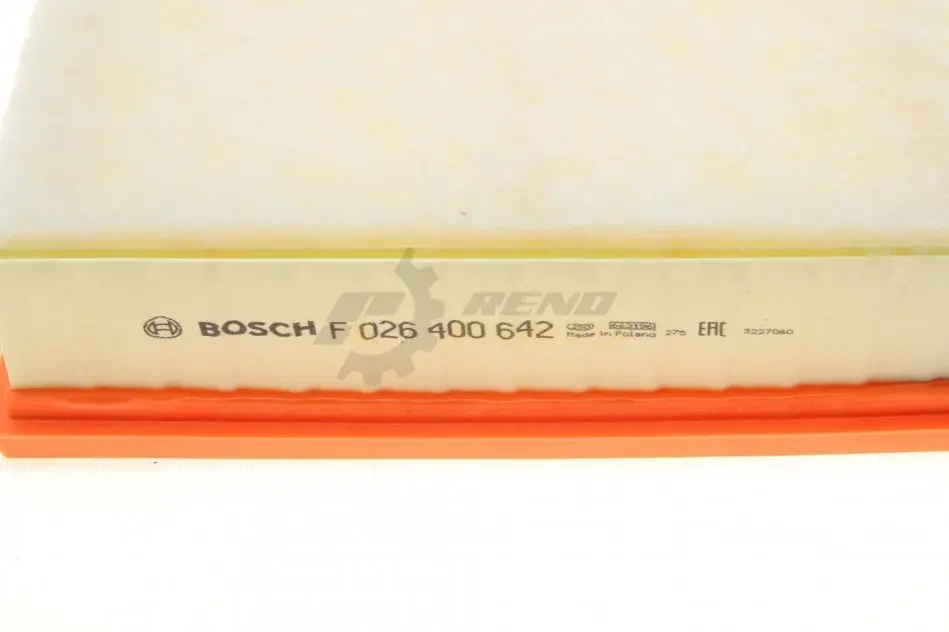 RENO
BOSCH F 026 400 642
Made in Poland 275 EAC 3227060